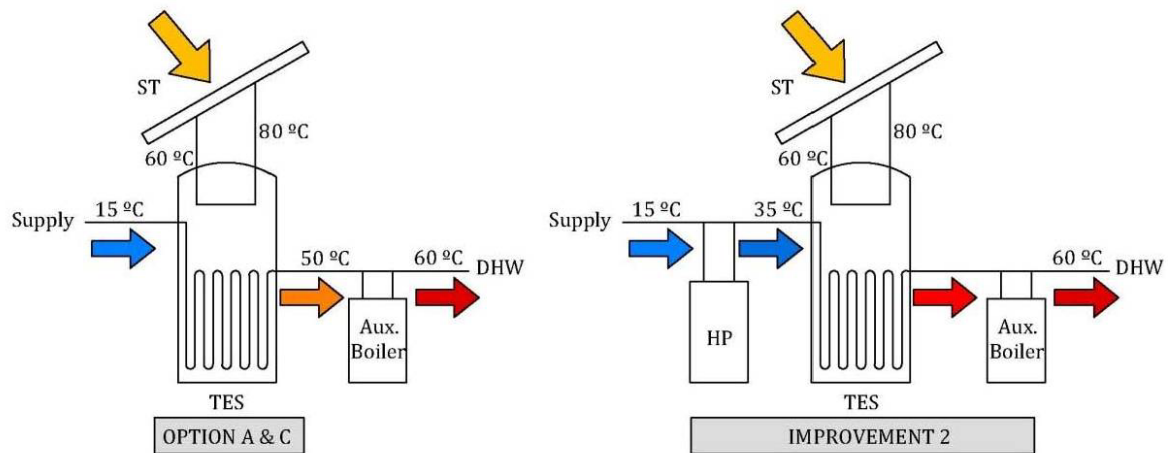 ST
80 ºC
60 ºC
Supply
15 ºC
50 ºC
60 ºC
DHW
Aux.
Boiler
TES
OPTION A & C
ST
80 ºC
60 ºC
Supply
15 ºC
35 ºC
60 ºC
DHW
HP
Aux.
Boiler
TES
IMPROVEMENT 2